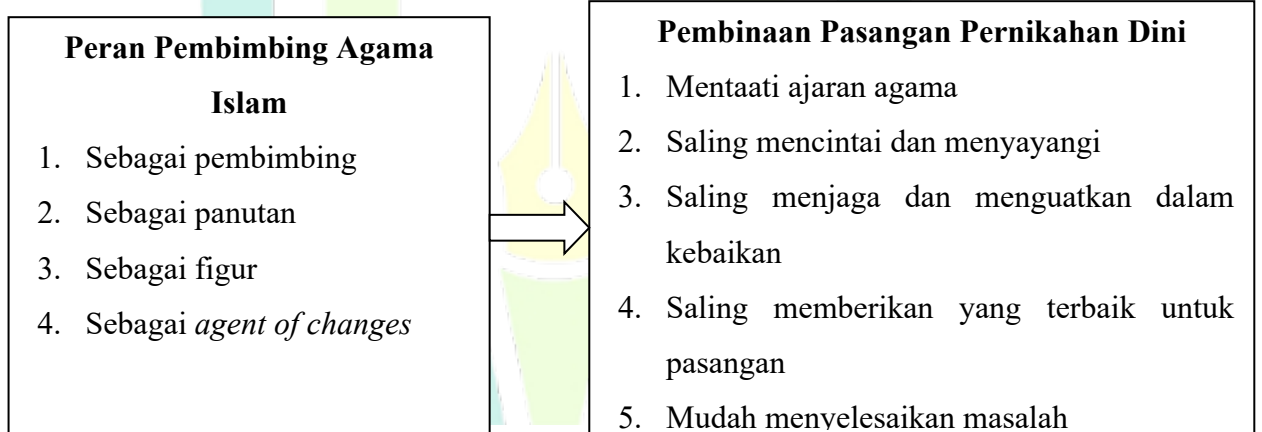 Peran Pembimbing Agama
Islam
1. Sebagai pembimbing
2. Sebagai panutan
3. Sebagai figur
4. Sebagai agent of changes
Pembinaan Pasangan Pernikahan Dini
1. Mentaati ajaran agama
2. Saling mencintai dan menyayangi
3. Saling menjaga dan menguatkan dalam
kebaikan
4. Saling memberikan yang terbaik untuk
pasangan
5. Mudah menyelesaikan masalah